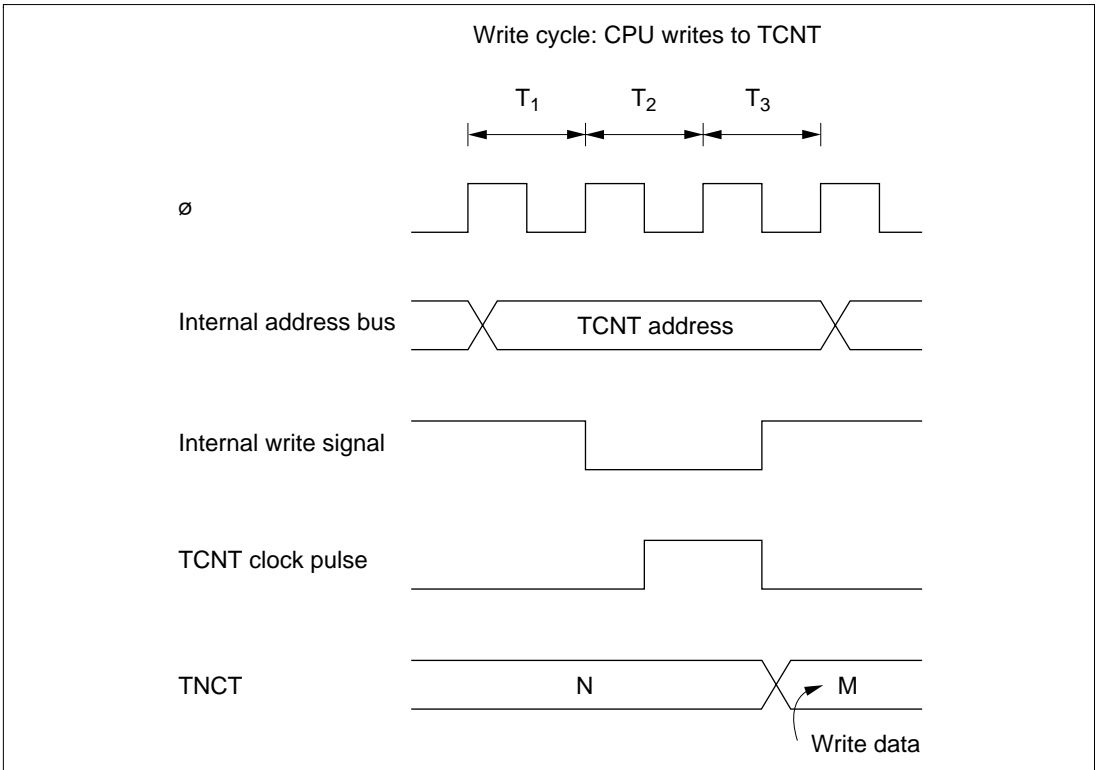 Write cycle: CPU writes to TCNT
T1 T2 T3
ø
Internal address bus TCNT address
Internal write signal
TCNT clock pulse
TNCT N M
Write data